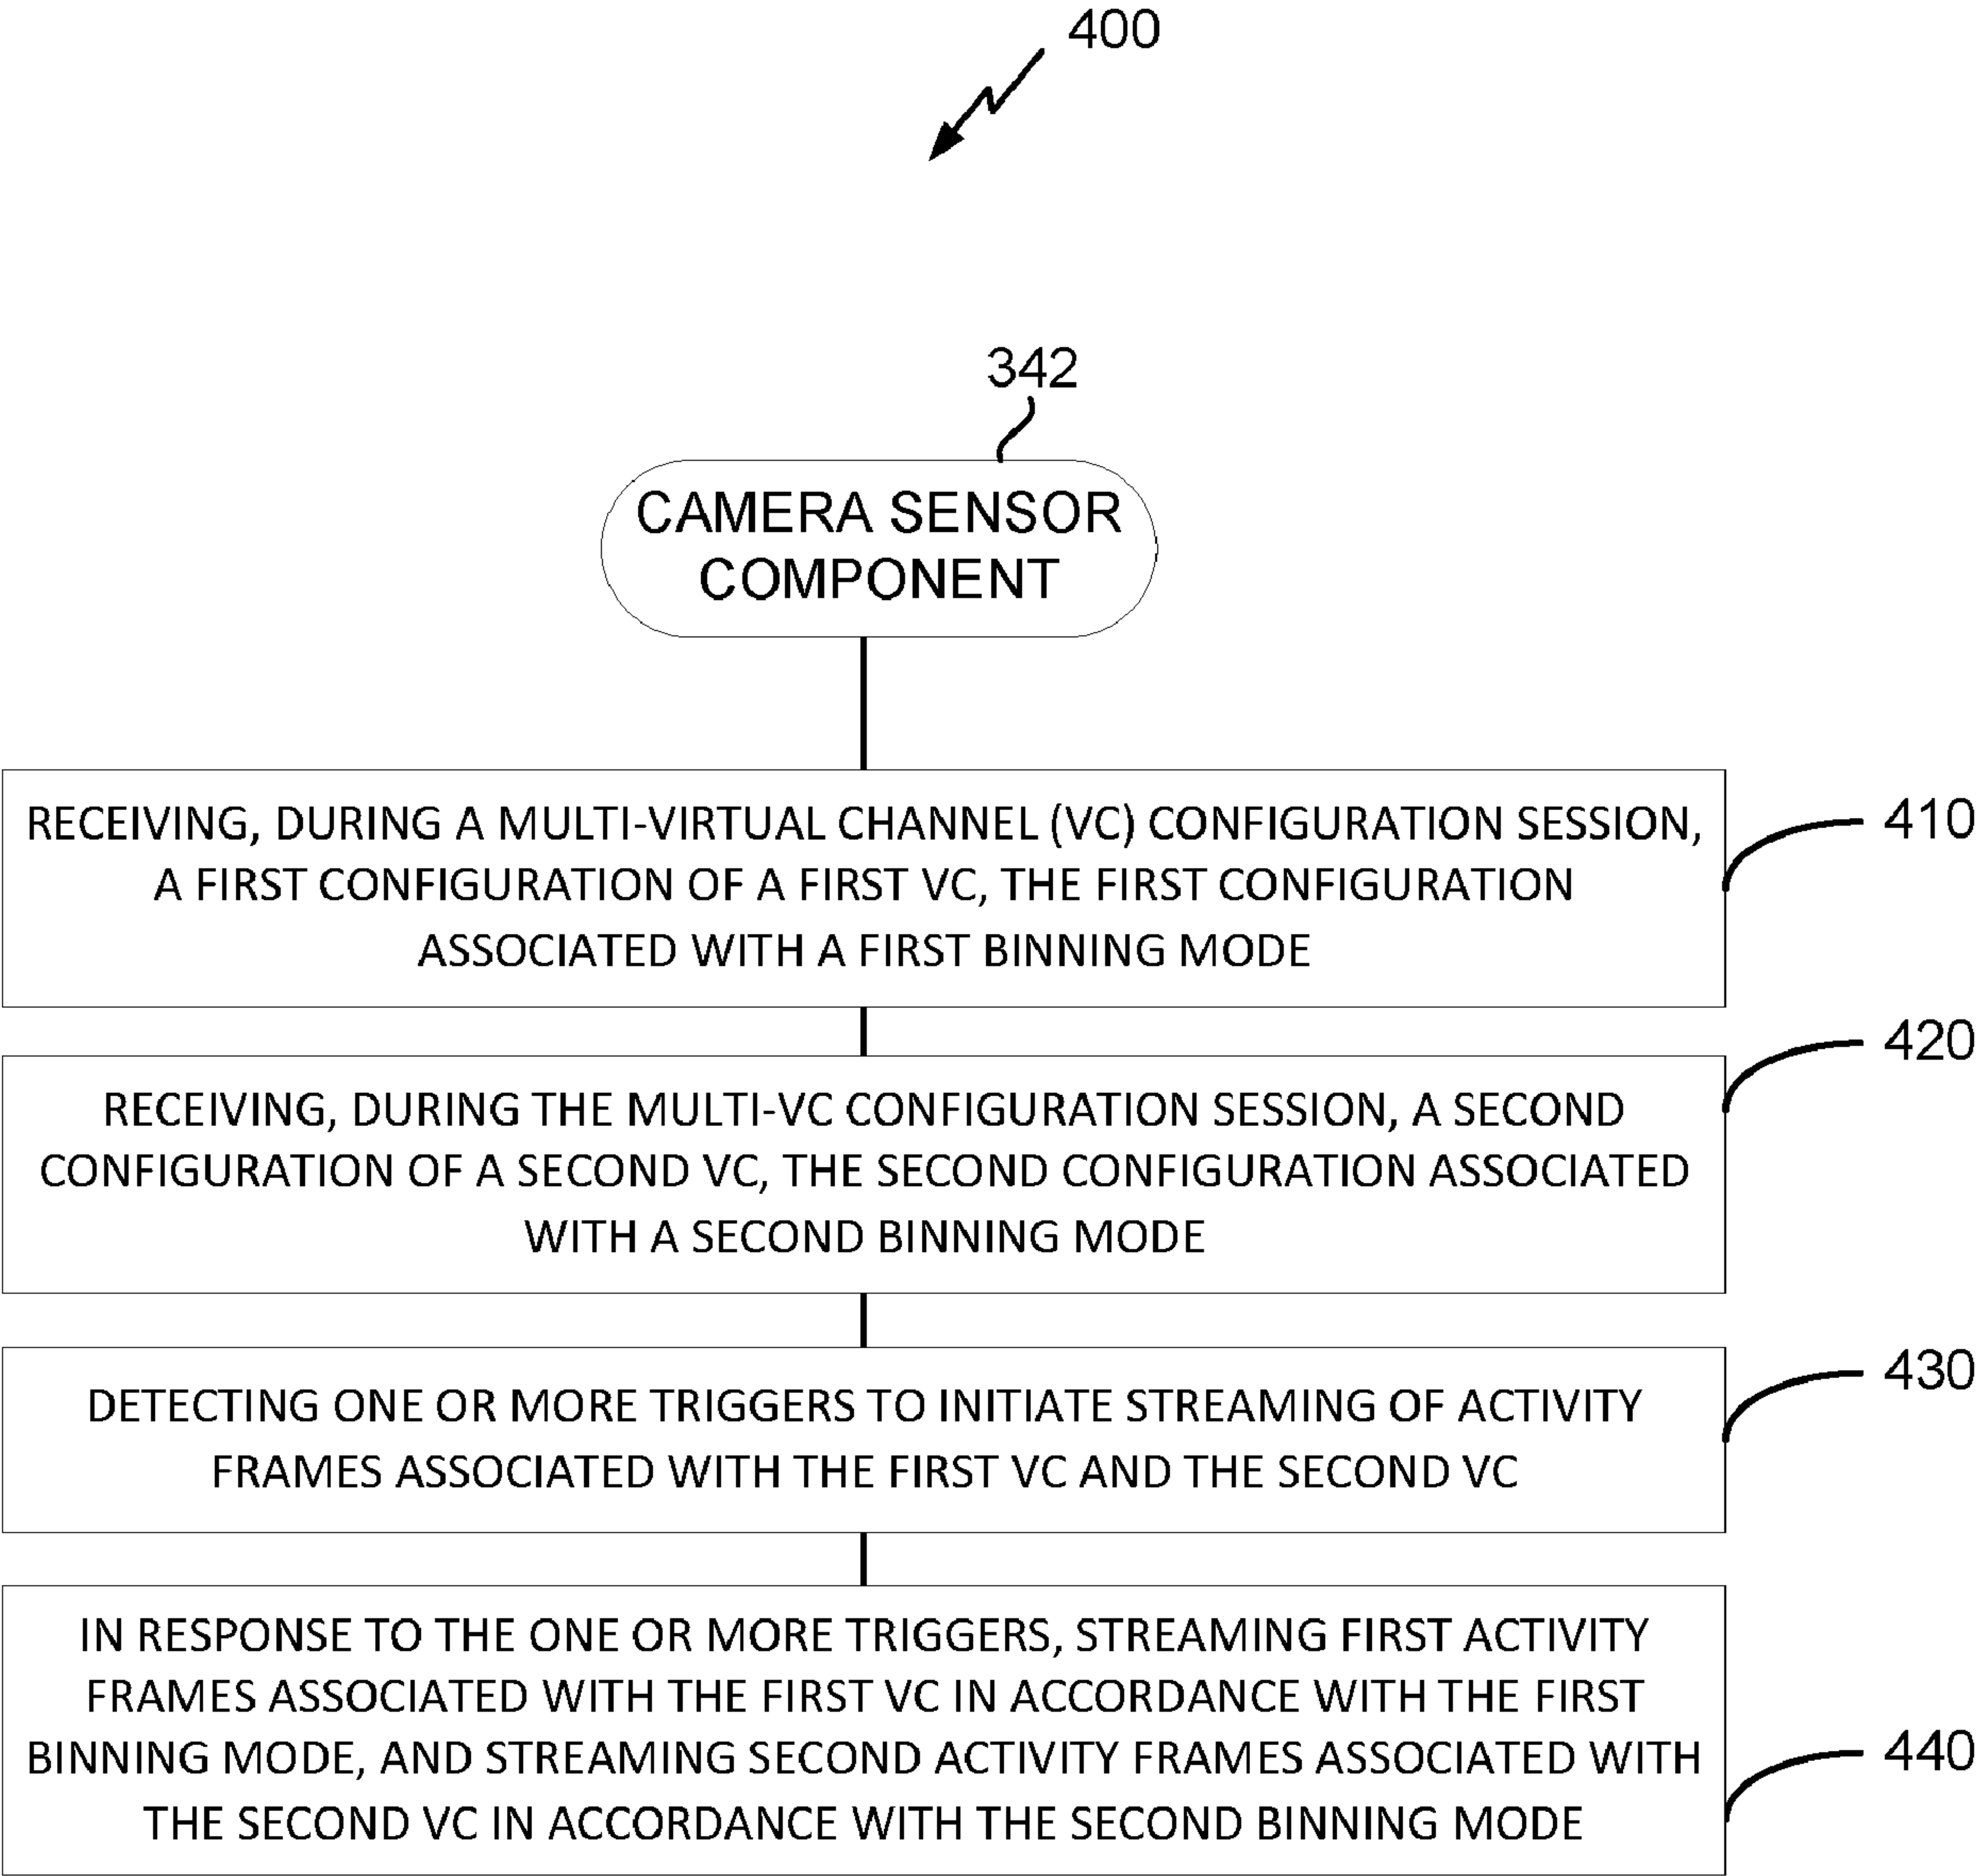 400
342
CAMERA SENSOR
COMPONENT
RECEIVING, DURING A MULTI-VIRTUAL CHANNEL (VC) CONFIGURATION SESSION,
A FIRST CONFIGURATION OF A FIRST VC, THE FIRST CONFIGURATION
ASSOCIATED WITH A FIRST BINNING MODE
410
RECEIVING, DURING THE MULTI-VC CONFIGURATION SESSION, A SECOND
CONFIGURATION OF A SECOND VC, THE SECOND CONFIGURATION ASSOCIATED
WITH A SECOND BINNING MODE
420
DETECTING ONE OR MORE TRIGGERS TO INITIATE STREAMING OF ACTIVITY
FRAMES ASSOCIATED WITH THE FIRST VC AND THE SECOND VC
430
IN RESPONSE TO THE ONE OR MORE TRIGGERS, STREAMING FIRST ACTIVITY
FRAMES ASSOCIATED WITH THE FIRST VC IN ACCORDANCE WITH THE FIRST
BINNING MODE, AND STREAMING SECOND ACTIVITY FRAMES ASSOCIATED WITH
THE SECOND VC IN ACCORDANCE WITH THE SECOND BINNING MODE
440